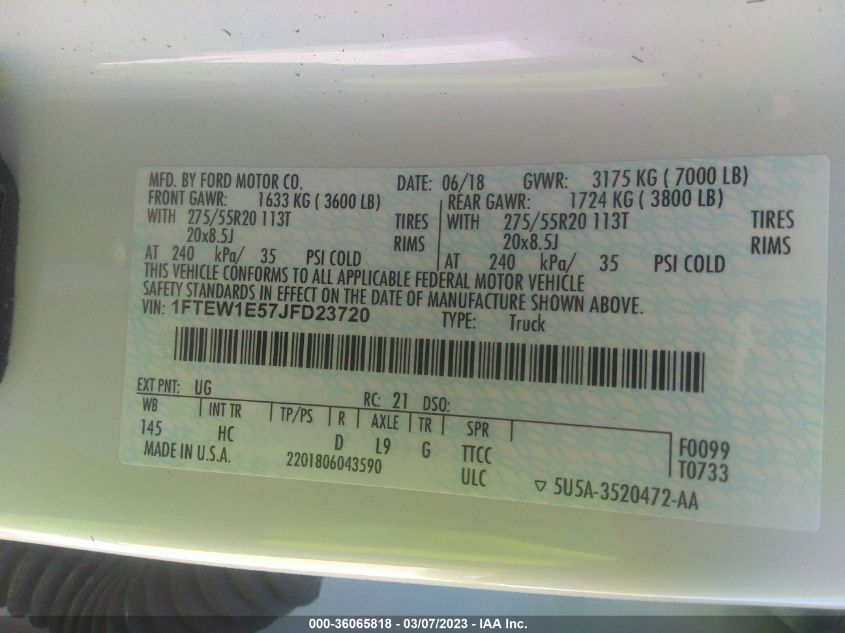 MFD. BY FORD MOTOR CO. DATE: 06/18 GVWR: 3175 KG ( 7000 LB)
FRONT GAWR: 1633 KG ( 3600 LB) REAR GAWR: 1724 KG ( 3800 LB)
WITH 275/55R20 113T TIRES WITH 275/55R20 113T TIRES
20x8.5J RIMS 20x8.5J RIMS
AT 240 kPa/ 35 PSI COLD AT 240 kPa/ 35 PSI COLD
THIS VEHICLE CONFORMS TO ALL APPLICABLE FEDERAL MOTOR VEHICLE
SAFETY STANDARDS IN EFFECT ON THE DATE OF MANUFACTURE SHOWN ABOVE.
VIN: 1FTEW1E57JFD23720 TYPE: Truck
EXT PNT: UG RC: 21 DSO:
WB INT TR TP/PS R AXLE TR SPR
145 HC D L9 G TTCC F0099
MADE IN U.S.A. 2201806043590 ULC T0733
▽ 5U5A-3520472-AA
000-36065818 - 03/07/2023 - IAA Inc.